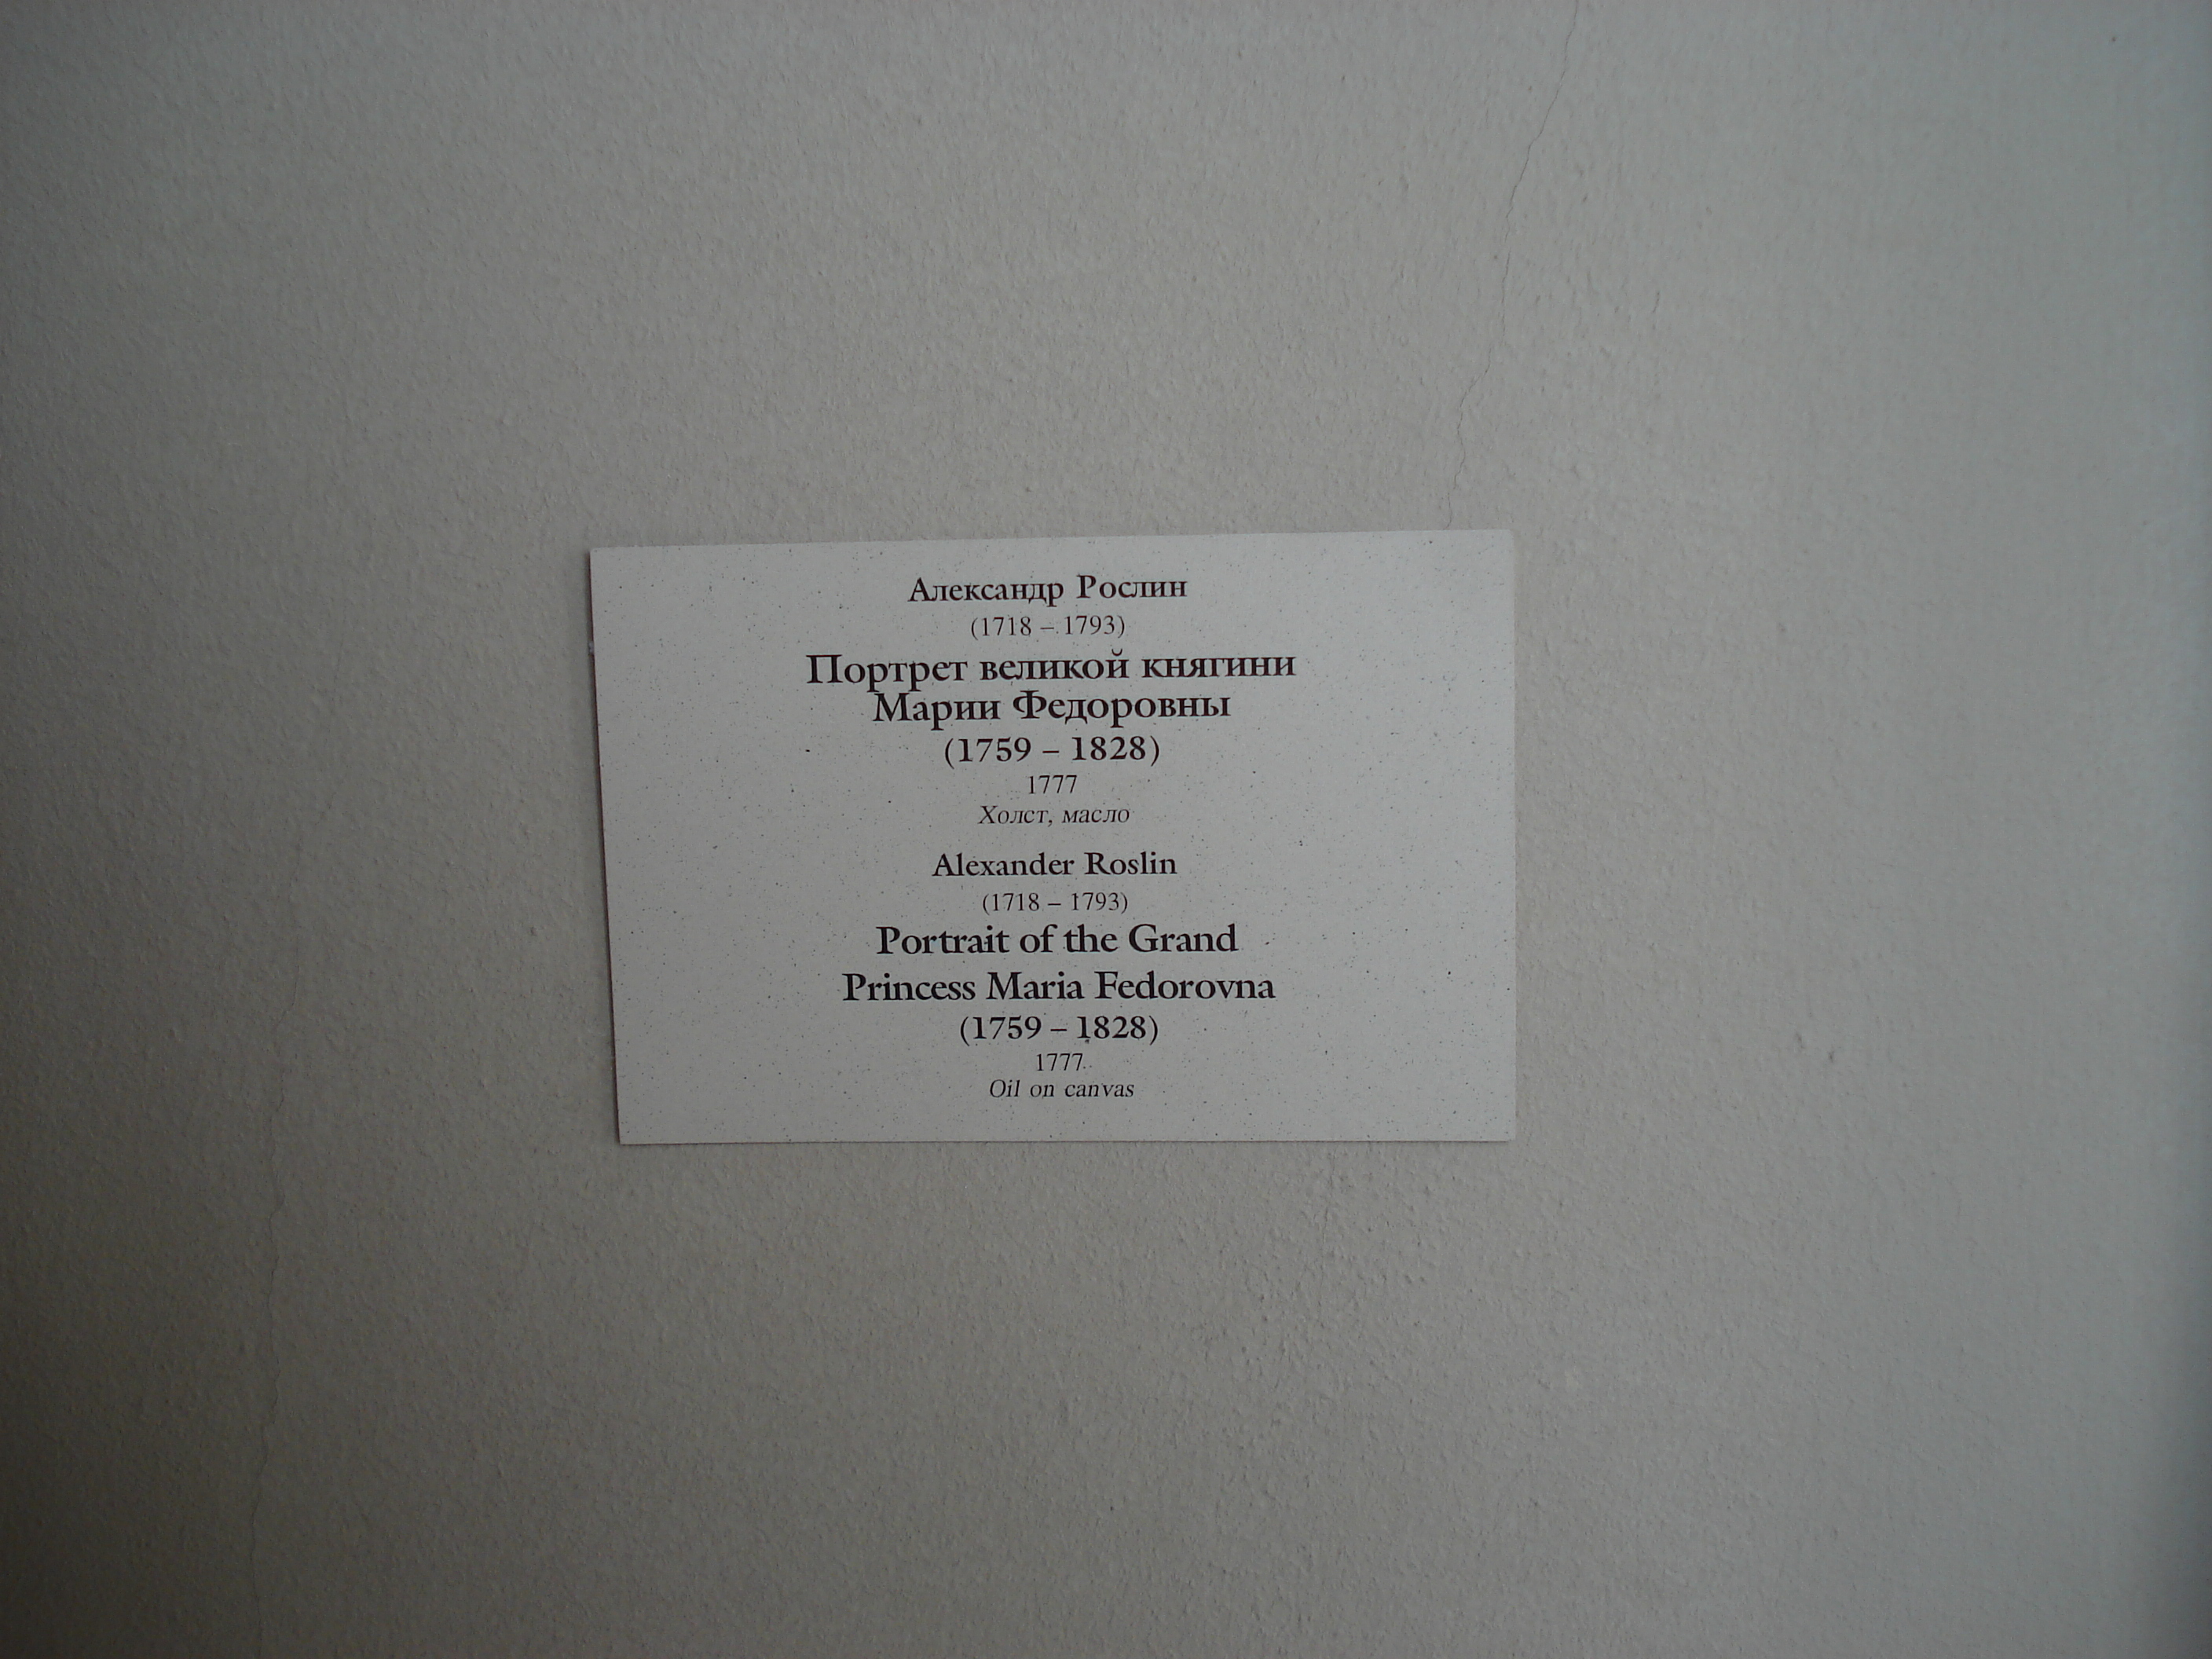 Александр Рослин
(1718 – 1793)
Портрет великой княгини
Марии Федоровны
(1759 – 1828)
1777
Холст, масло
Alexander Roslin
(1718 – 1793)
Portrait of the Grand
Princess Maria Fedorovna
(1759 – 1828)
1777
Oil on canvas